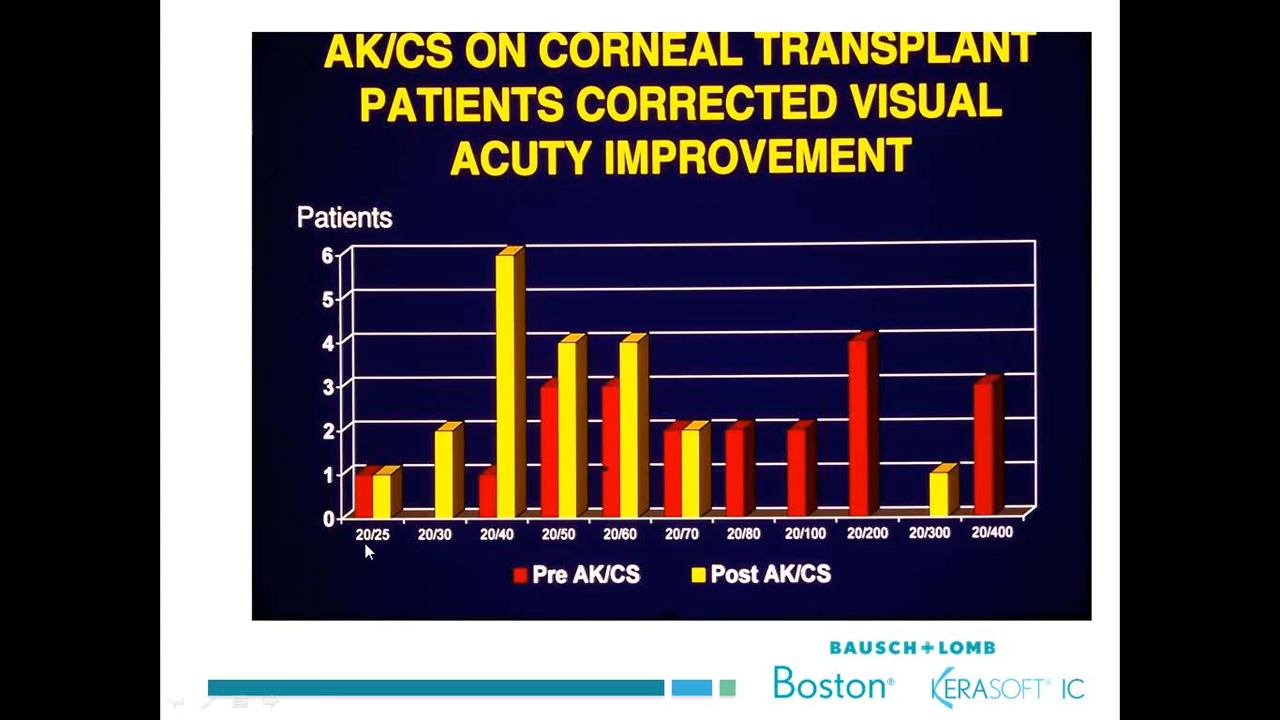 AK/CS ON CORNEAL TRANSPLANT
PATIENTS CORRECTED VISUAL
ACUTY IMPROVEMENT
Patients
6
5
4
3
2
1
0
20/25 20/30 20/40 20/50 20/60 20/70 20/80 20/100 20/200 20/300 20/400
Pre AK/CS Post AK/CS
BAUSCH+LOMB
Boston® KERASOFT® IC